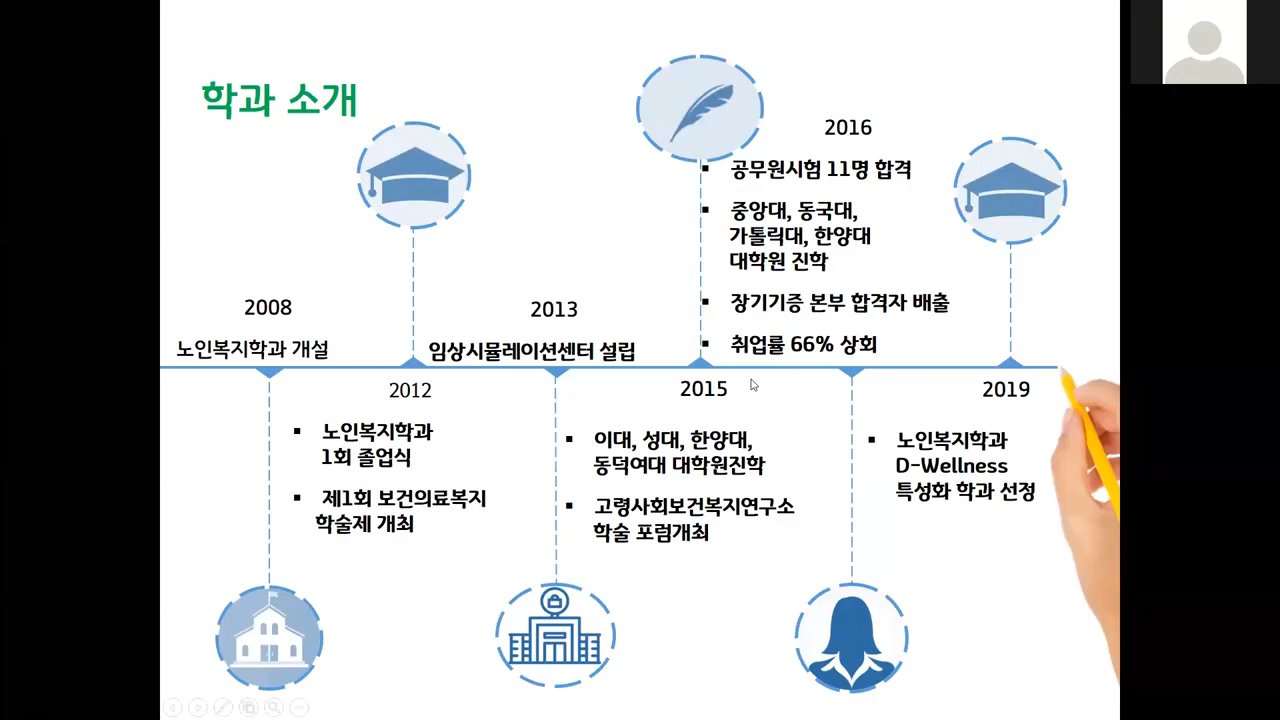 학과 소개
2008
노인복지학과 개설
2012
▪ 노인복지학과
1회 졸업식
▪ 제1회 보건의료복지
학술제 개최
2013
임상시뮬레이션센터 설립
2015
▪ 이대, 성대, 한양대,
동덕여대 대학원진학
▪ 고령사회보건복지연구소
학술 포럼개최
2016
▪ 공무원시험 11명 합격
▪ 중앙대, 동국대,
가톨릭대, 한양대
대학원 진학
▪ 장기기증 본부 합격자 배출
▪ 취업률 66% 상회
2019
▪ 노인복지학과
D-Wellness
특성화 학과 선정